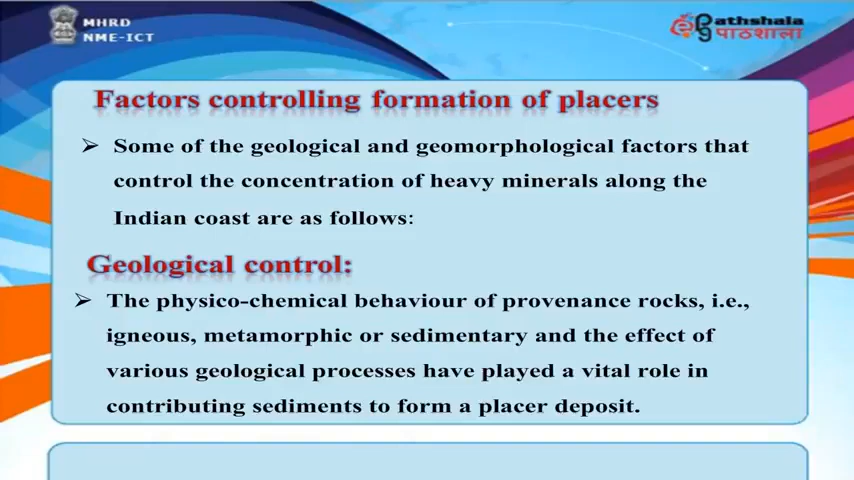 MHRD
NME-ICT
Pathshala
पाठशाला
Factors controlling formation of placers
➢ Some of the geological and geomorphological factors that
control the concentration of heavy minerals along the
Indian coast are as follows:
Geological control:
➢ The physico-chemical behaviour of provenance rocks, i.e.,
igneous, metamorphic or sedimentary and the effect of
various geological processes have played a vital role in
contributing sediments to form a placer deposit.